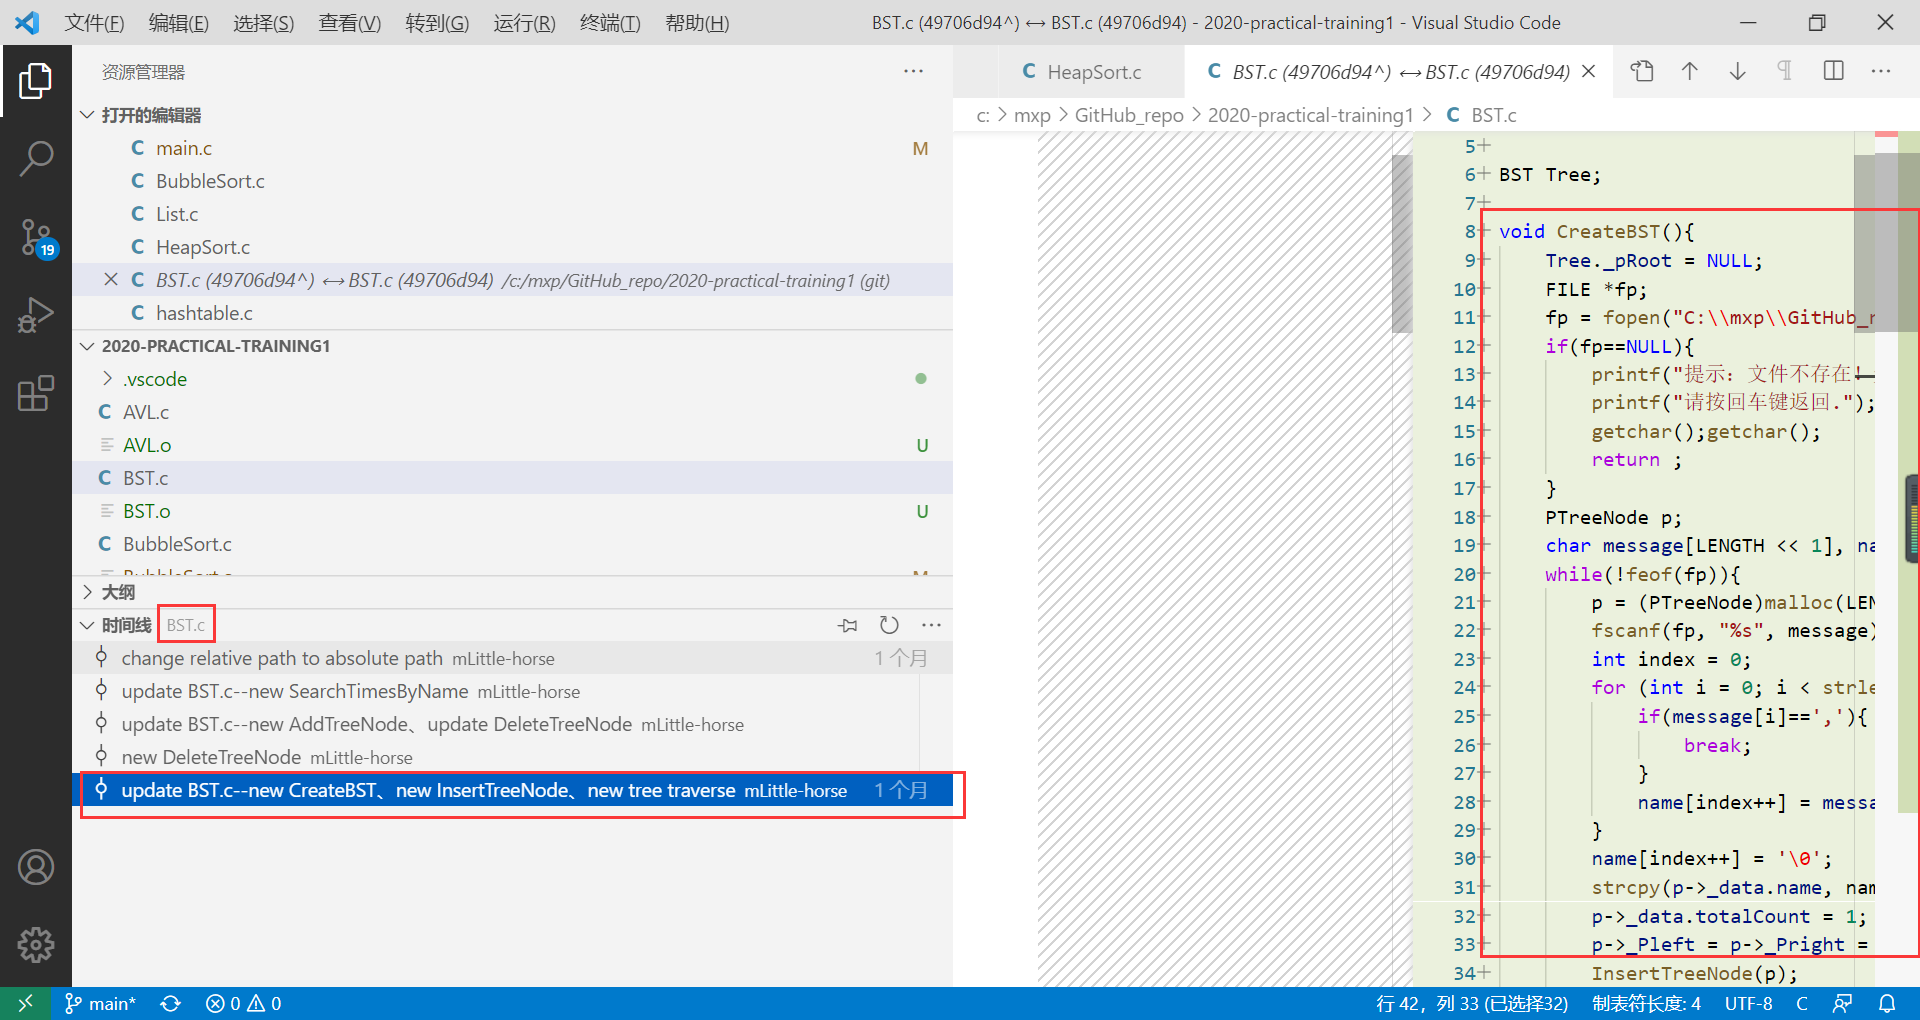 文件(F) 编辑(E) 选择(S) 查看(V) 转到(G) 运行(R) 终端(T) 帮助(H) BST.c (49706d94^) ↔ BST.c (49706d94) - 2020-practical-training1 - Visual Studio Code
资源管理器
打开的编辑器
C main.c M
C BubbleSort.c
C List.c
C HeapSort.c
C BST.c (49706d94^) ↔ BST.c (49706d94) /c:/mxp/GitHub_repo/2020-practical-training1 (git)
C hashtable.c
2020-PRACTICAL-TRAINING1
.vscode
C AVL.c
AVL.o U
C BST.c
BST.o U
C BubbleSort.c
大纲
时间线 BST.c
change relative path to absolute path mLittle-horse 1 个月
update BST.c--new SearchTimesByName mLittle-horse
update BST.c--new AddTreeNode、update DeleteTreeNode mLittle-horse
new DeleteTreeNode mLittle-horse
update BST.c--new CreateBST、new InsertTreeNode、new tree traverse mLittle-horse 1 个月
19
C HeapSort.c C BST.c (49706d94^) ↔ BST.c (49706d94)
c: > mxp > GitHub_repo > 2020-practical-training1 > C BST.c
5+
6+ BST Tree;
7+
8+ void CreateBST(){
9+ Tree._pRoot = NULL;
10+ FILE *fp;
11+ fp = fopen("C:\\mxp\\GitHub_r
12+ if(fp==NULL){
13+ printf("提示: 文件不存在!
14+ printf("请按回车键返回.");
15+ getchar();getchar();
16+ return ;
17+ }
18+ PTreeNode p;
19+ char message[LENGTH << 1], na
20+ while(!feof(fp)){
21+ p = (PTreeNode)malloc(LEN
22+ fscanf(fp, "%s", message)
23+ int index = 0;
24+ for (int i = 0; i < strle
25+ if(message[i]==','){
26+ break;
27+ }
28+ name[index++] = messa
29+ }
30+ name[index++] = '\0';
31+ strcpy(p->_data.name, nam
32+ p->_data.totalCount = 1;
33+ p->_Pleft = p->_Pright =
34+ InsertTreeNode(p);
main* 0 0 行 42，列 33 (已选择32) 制表符长度: 4 UTF-8 C